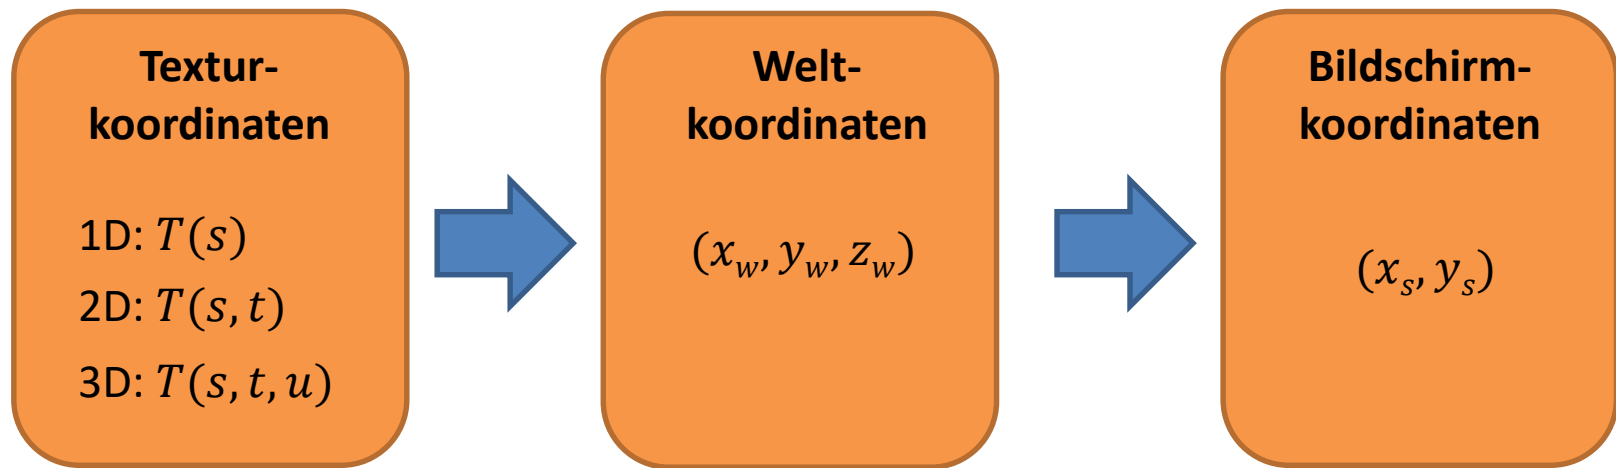 Textur-
koordinaten
1D: T(s)
2D: T(s, t)
3D: T(s, t, u)
Welt-
koordinaten
(x_w, y_w, z_w)
Bildschirm-
koordinaten
(x_s, y_s)